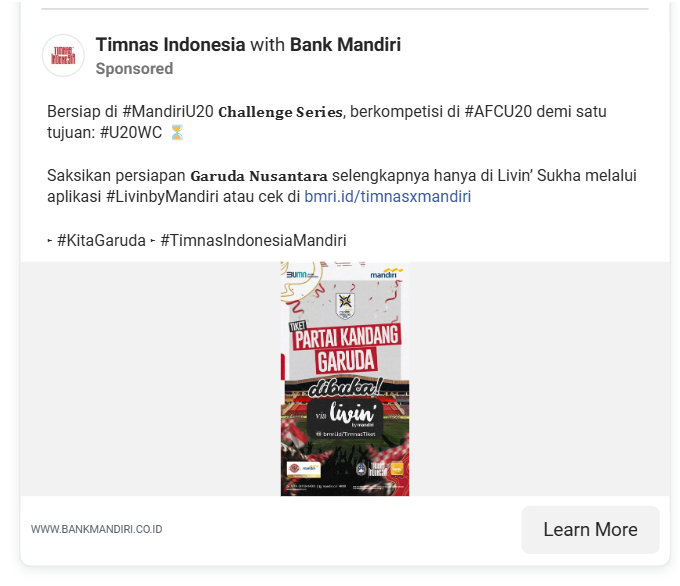 Timnas Indonesia with Bank Mandiri
Sponsored
Bersiap di #MandiriU20 Challenge Series, berkompetisi di #AFCU20 demi satu
tujuan: #U20WC ⏳
Saksikan persiapan Garuda Nusantara selengkapnya hanya di Livin’ Sukha melalui
aplikasi #LivinbyMandiri atau cek di bmri.id/timnasxmandiri
▸ #KitaGaruda ▸ #TimnasIndonesiaMandiri
BUMN
mandiri
TIKET
PARTAI KANDANG
GARUDA
dibuka!
via livin'
by mandiri
bmri.id/TimnasTiket
WWW.BANKMANDIRI.CO.ID
Learn More